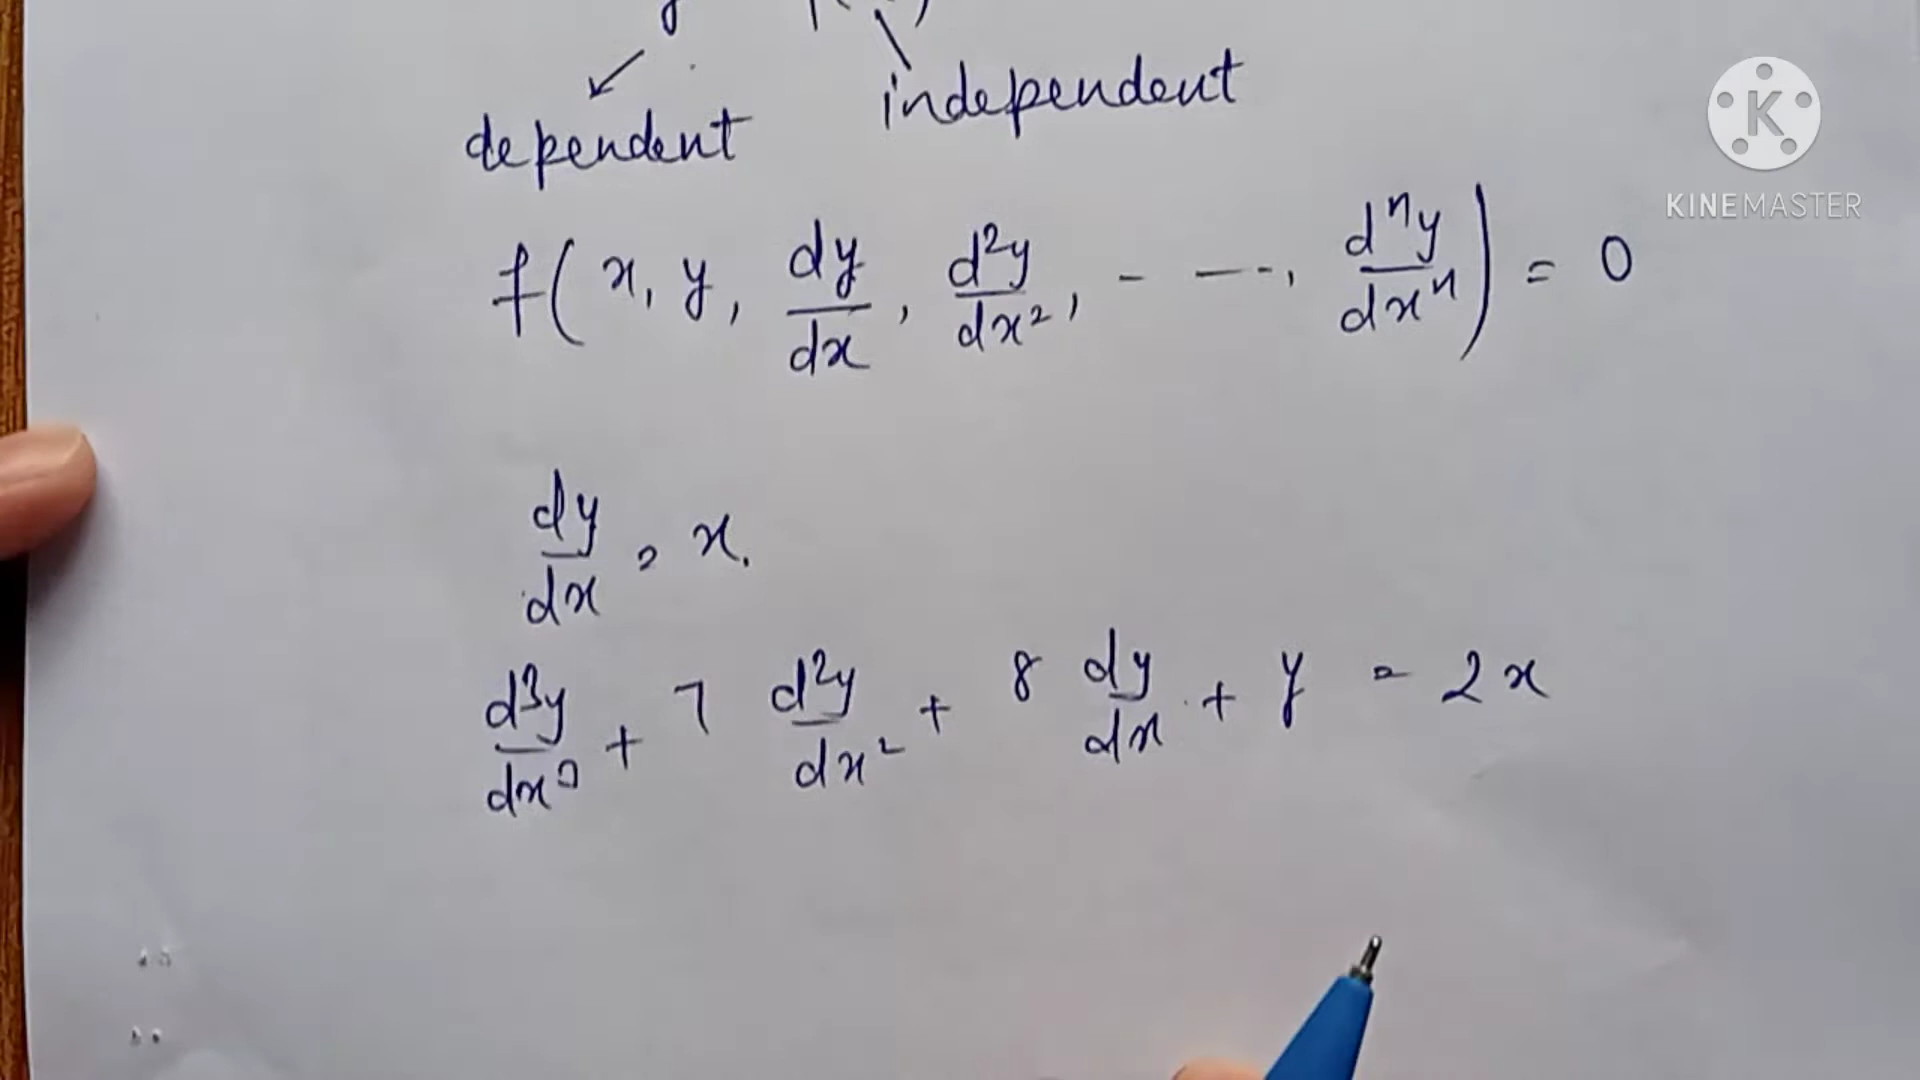 dependent independent
f(x, y, dy/dx, d²y/dx², - ---, dⁿy/dxⁿ) = 0
dy/dx = x.
d³y/dx³ + 7 d²y/dx² + 8 dy/dx + y = 2x
K
KINEMASTER